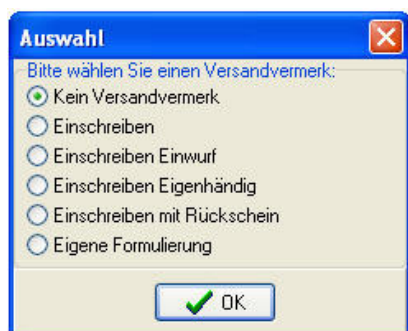 Auswahl
Bitte wählen Sie einen Versandvermerk:
Kein Versandvermerk
Einschreiben
Einschreiben Einwurf
Einschreiben Eigenhändig
Einschreiben mit Rückschein
Eigene Formulierung
OK